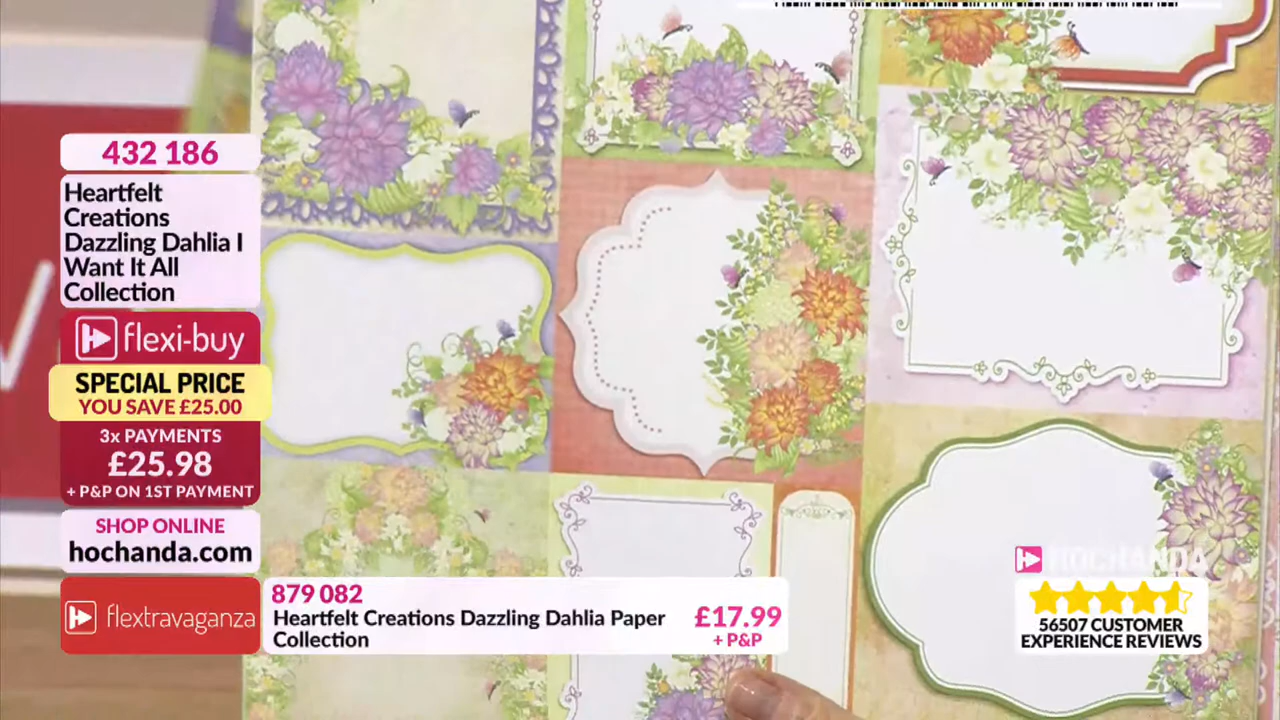 432 186
Heartfelt
Creations
Dazzling Dahlia I
Want It All
Collection
flexi-buy
SPECIAL PRICE
YOU SAVE £25.00
3x PAYMENTS
£25.98
+ P&P ON 1ST PAYMENT
SHOP ONLINE
hochanda.com
flextravaganza
879 082
Heartfelt Creations Dazzling Dahlia Paper
Collection
£17.99
+ P&P
HOCHANDA
56507 CUSTOMER
EXPERIENCE REVIEWS